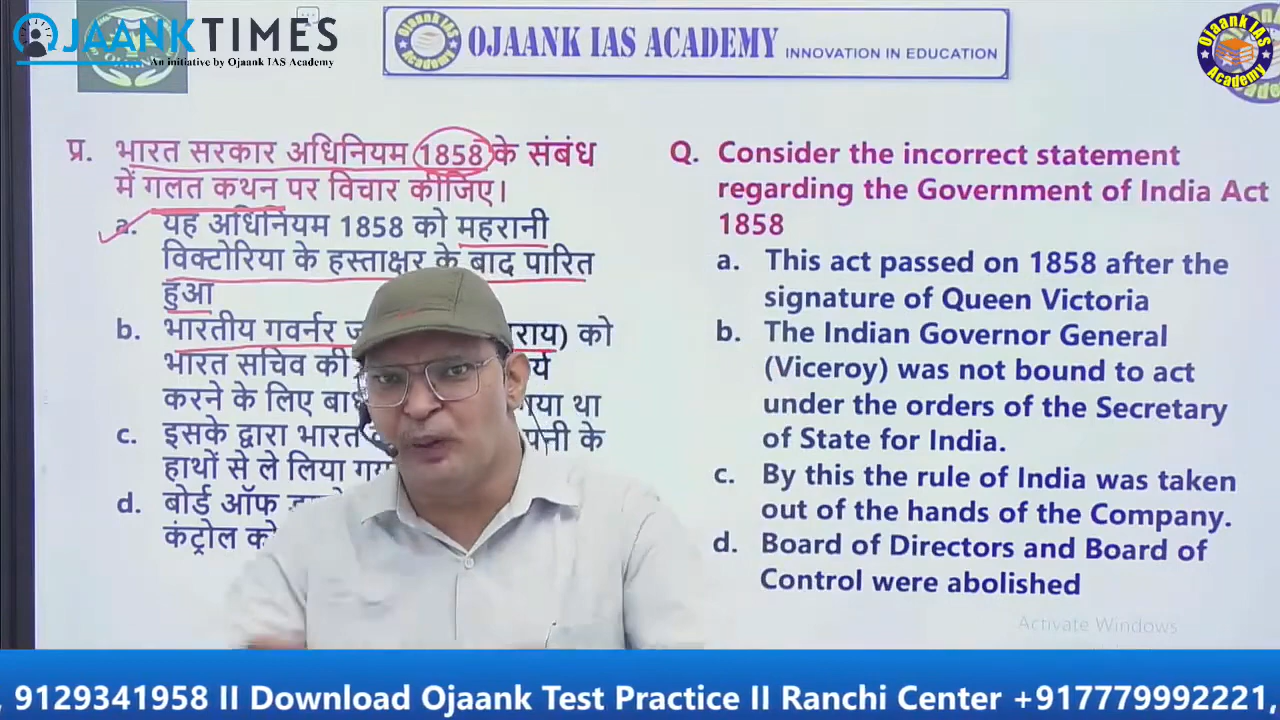 OJAANKTIMES
An initiative by Ojaank IAS Academy
OJAANK IAS ACADEMY INNOVATION IN EDUCATION
Ojaank IAS
Academy
प्र. भारत सरकार अधिनियम 1858 के संबंध
में गलत कथन पर विचार कीजिए।
a. यह अधिनियम 1858 को महरानी
विक्टोरिया के हस्ताक्षर के बाद पारित
हुआ
b. भारतीय गवर्नर को
भारत सचिव की
करने के लिए गया था
c. इसके द्वारा भारत के
हाथों से ले लिया
d. बोर्ड ऑफ
कंट्रोल को
Q. Consider the incorrect statement
regarding the Government of India Act
1858
a. This act passed on 1858 after the
signature of Queen Victoria
b. The Indian Governor General
(Viceroy) was not bound to act
under the orders of the Secretary
of State for India.
c. By this the rule of India was taken
out of the hands of the Company.
d. Board of Directors and Board of
Control were abolished
Activate Windows
, 9129341958 II Download Ojaank Test Practice II Ranchi Center +917779992221,